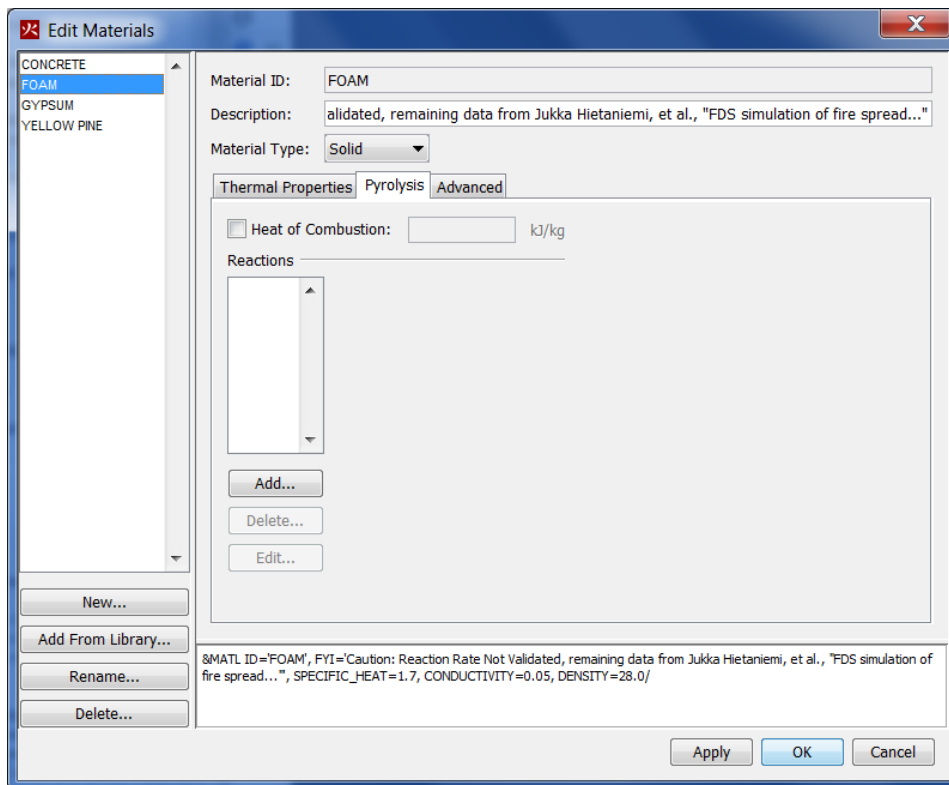 Edit Materials
CONCRETE
FOAM
GYPSUM
YELLOW PINE
New...
Add From Library...
Rename...
Delete...
Material ID: FOAM
Description: alidated, remaining data from Jukka Hietaniemi, et al., "FDS simulation of fire spread..."
Material Type: Solid
Thermal Properties Pyrolysis Advanced
Heat of Combustion: kJ/kg
Reactions
Add...
Delete...
Edit...
&MATL ID='FOAM', FYI='Caution: Reaction Rate Not Validated, remaining data from Jukka Hietaniemi, et al., "FDS simulation of
fire spread..."', SPECIFIC_HEAT=1.7, CONDUCTIVITY=0.05, DENSITY=28.0/
Apply OK Cancel